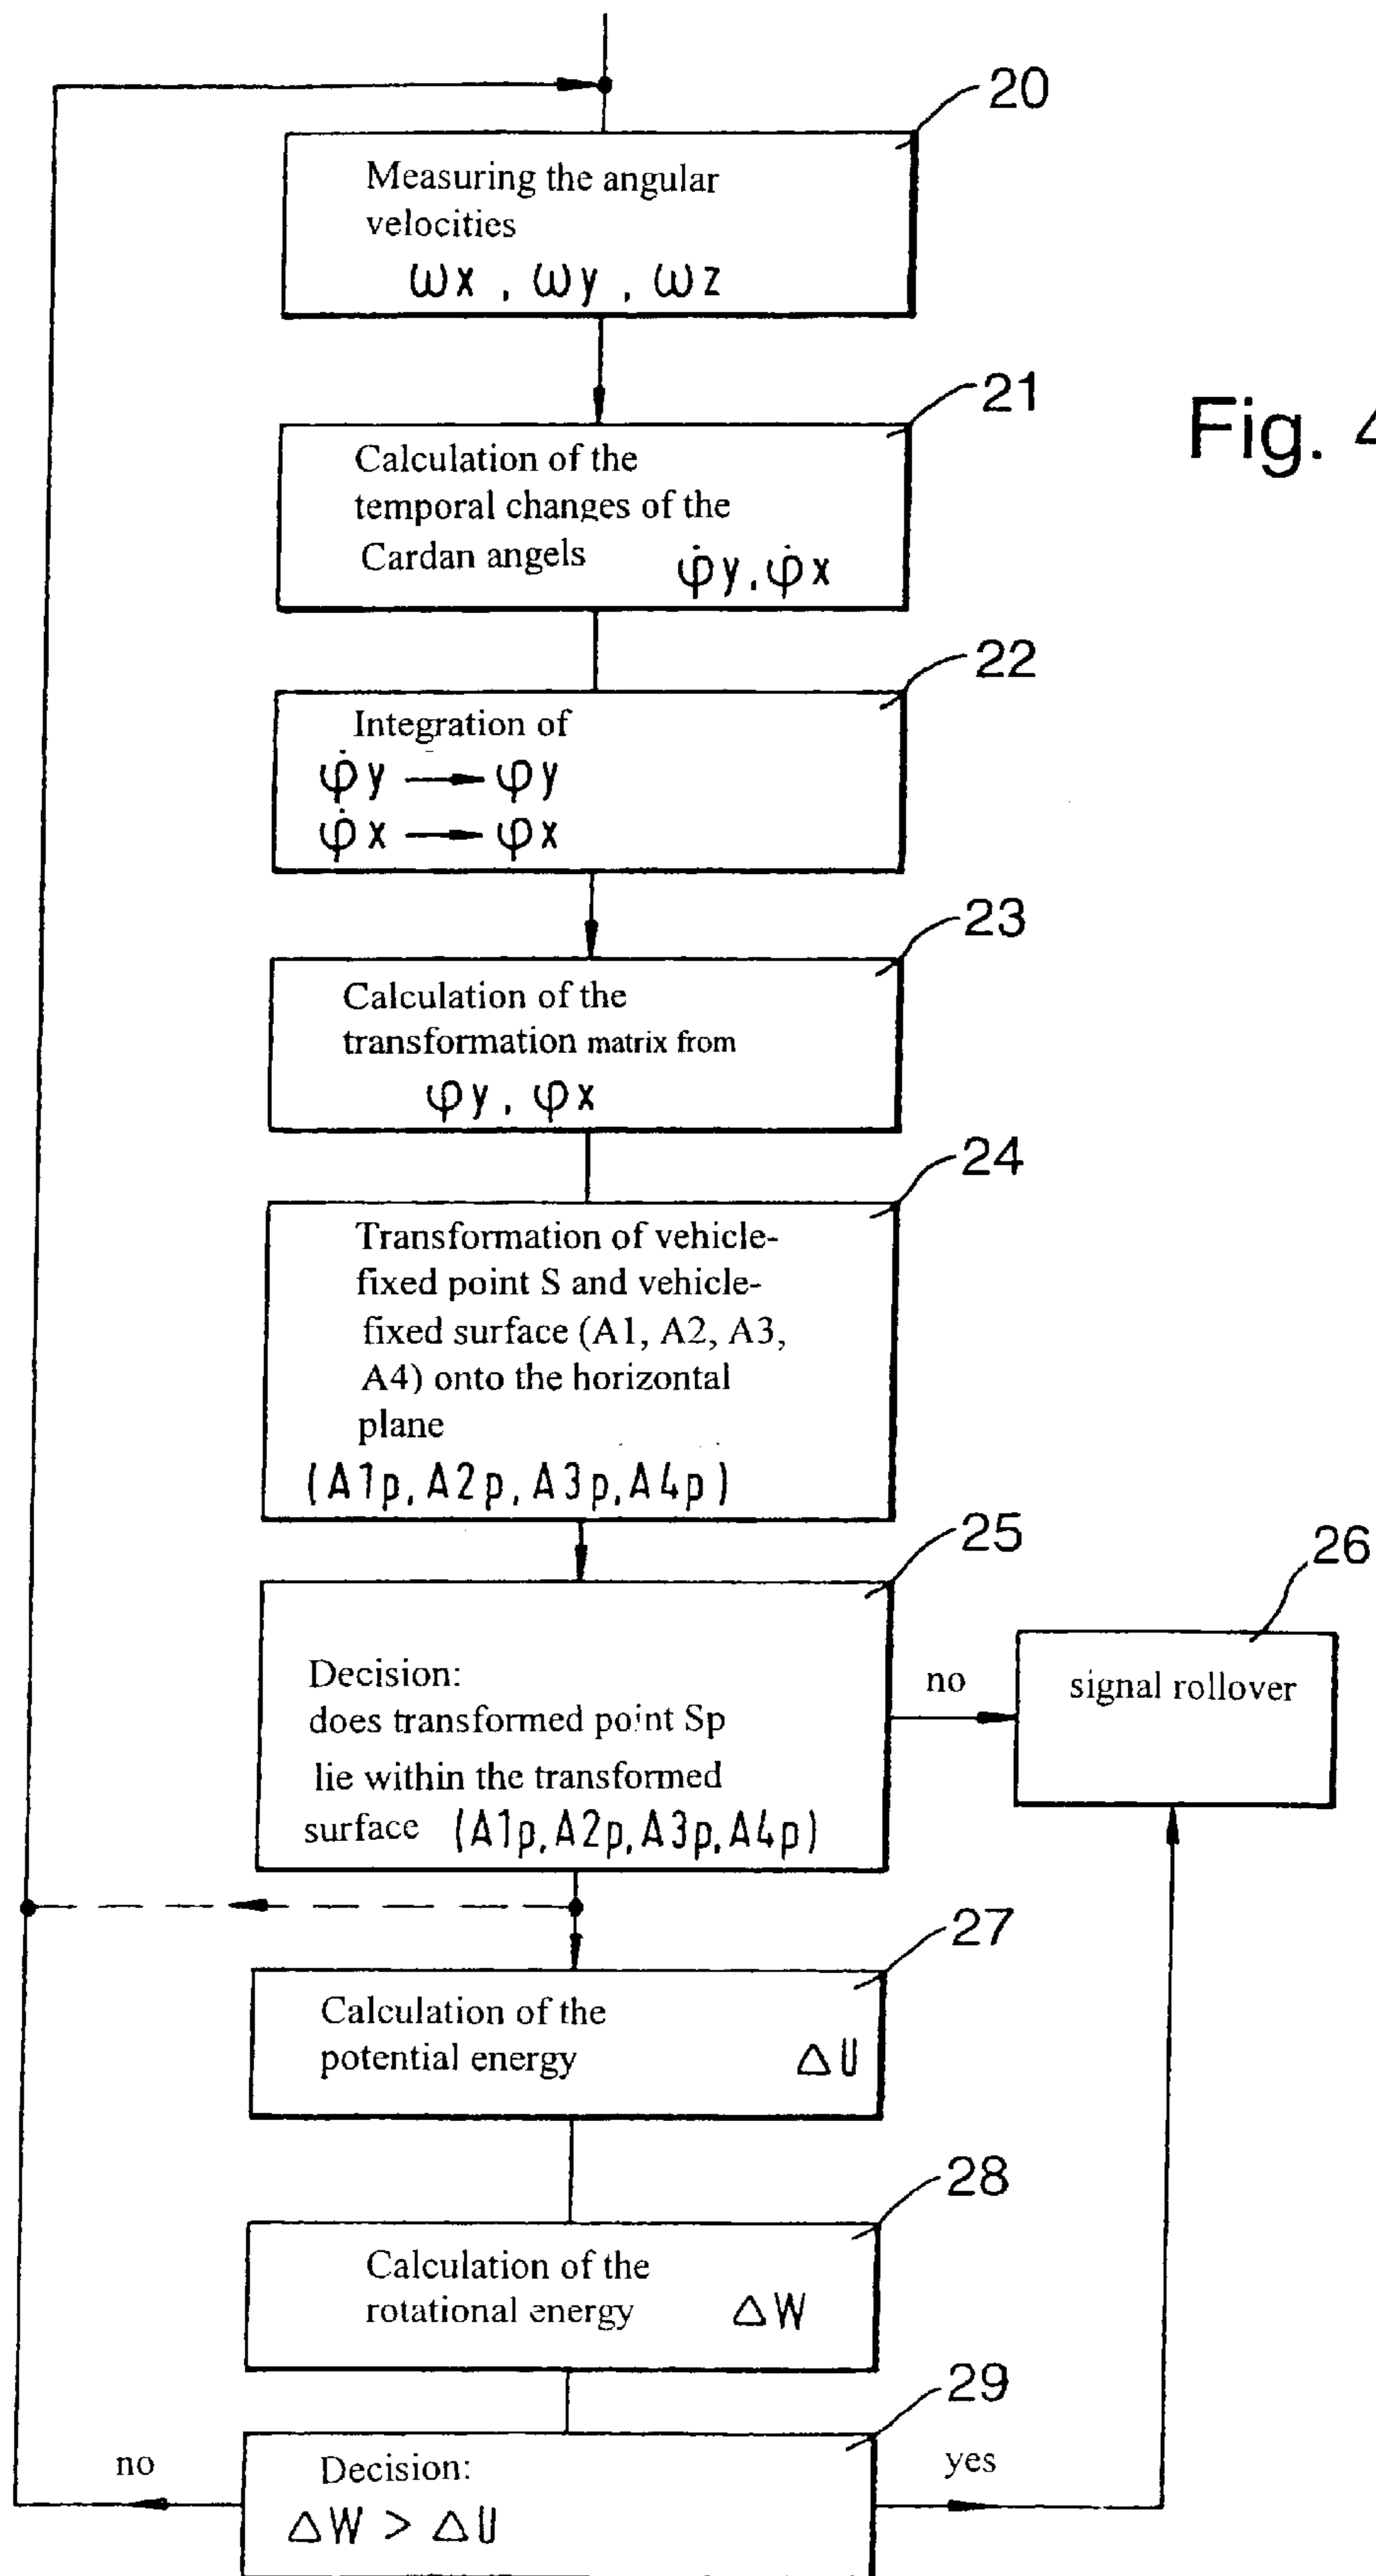 20
Measuring the angular
velocities
ωx , ωy , ωz
21
Fig. 4
Calculation of the
temporal changes of the
Cardan angels φ̇y, φ̇x
22
Integration of
φ̇y → φy
φ̇x → φx
23
Calculation of the
transformation matrix from
φy, φx
24
Transformation of vehicle-
fixed point S and vehicle-
fixed surface (A1, A2, A3,
A4) onto the horizontal
plane
(A1p, A2p, A3p, A4p)
25
26
Decision:
does transformed point Sp
lie within the transformed
surface (A1p, A2p, A3p, A4p)
no
signal rollover
27
Calculation of the
potential energy ΔU
28
Calculation of the
rotational energy ΔW
29
no
Decision:
ΔW > ΔU
yes